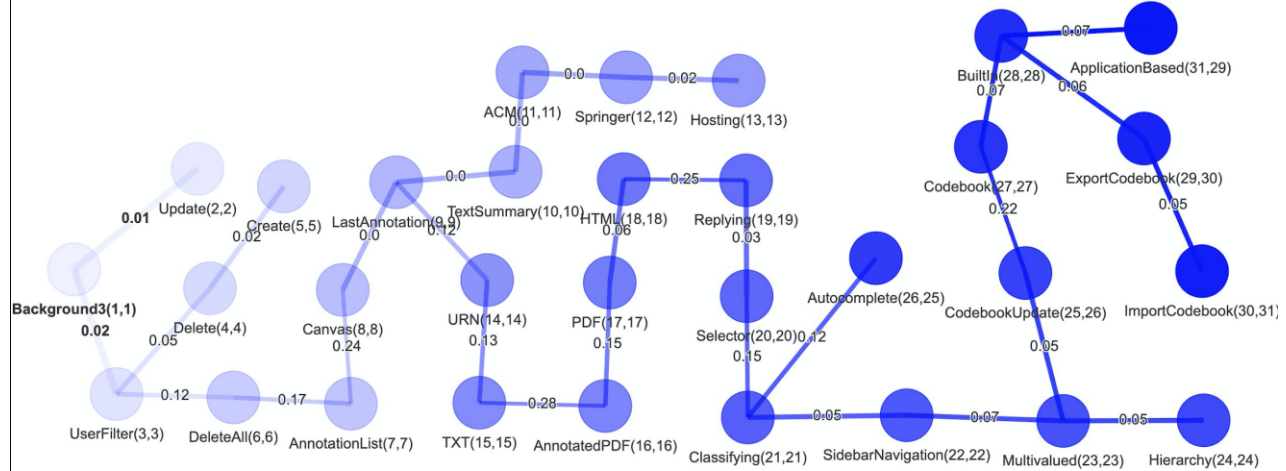 0.07
ApplicationBased(31,29)
BuiltIn(28,28)
0.07
0.06
0.0
0.02
ACM(11,11)
Springer(12,12)
Hosting(13,13)
0.0
Codebook(27,27)
ExportCodebook(29,30)
0.0
0.25
0.22
0.05
0.01
Update(2,2)
Create(5,5)
LastAnnotation(9,9)
TextSummary(10,10)
HTML(18,18)
Replying(19,19)
0.02
0.0
0.12
0.06
0.03
Background3(1,1)
Delete(4,4)
Canvas(8,8)
URN(14,14)
PDF(17,17)
Selector(20,20)
Autocomplete(26,25)
CodebookUpdate(25,26)
ImportCodebook(30,31)
0.02
0.05
0.24
0.13
0.15
0.15
0.12
0.05
0.12
0.17
0.28
0.05
0.07
0.05
UserFilter(3,3)
DeleteAll(6,6)
AnnotationList(7,7)
TXT(15,15)
AnnotatedPDF(16,16)
Classifying(21,21)
SidebarNavigation(22,22)
Multivalued(23,23)
Hierarchy(24,24)